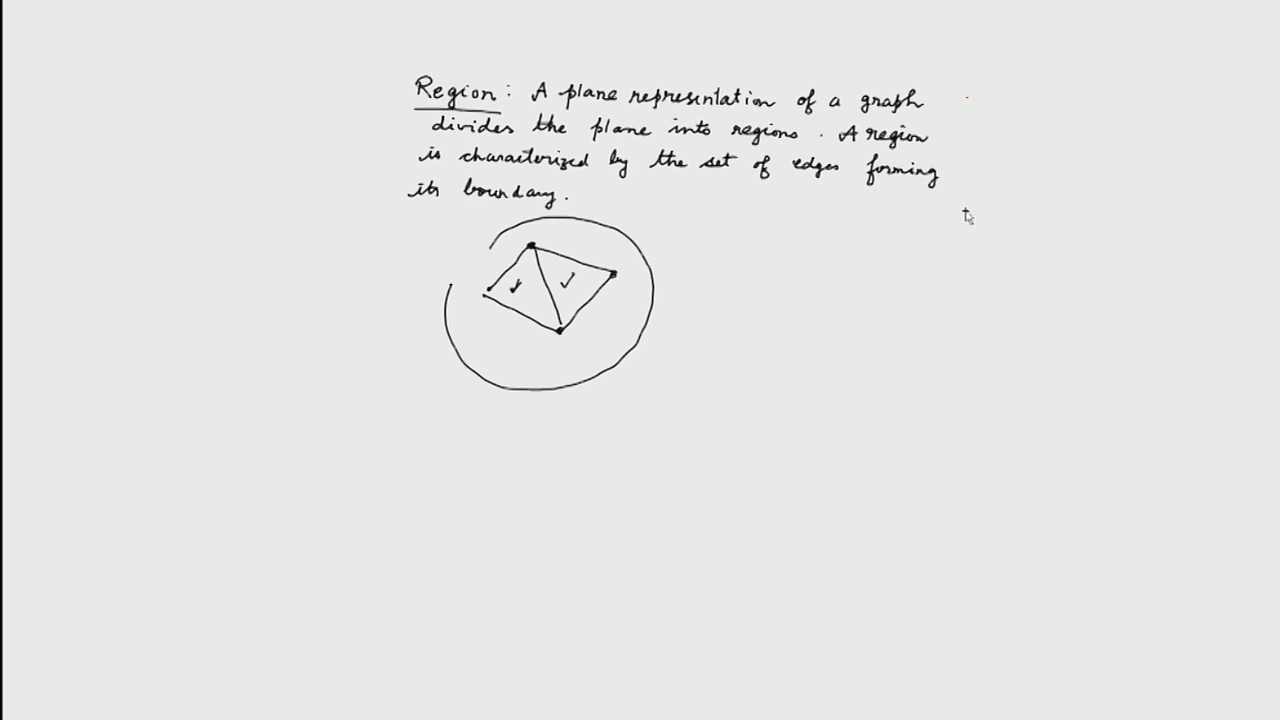 Region: A plane representation of a graph
divides the plane into regions. A region
is characterized by the set of edges forming
its boundary.